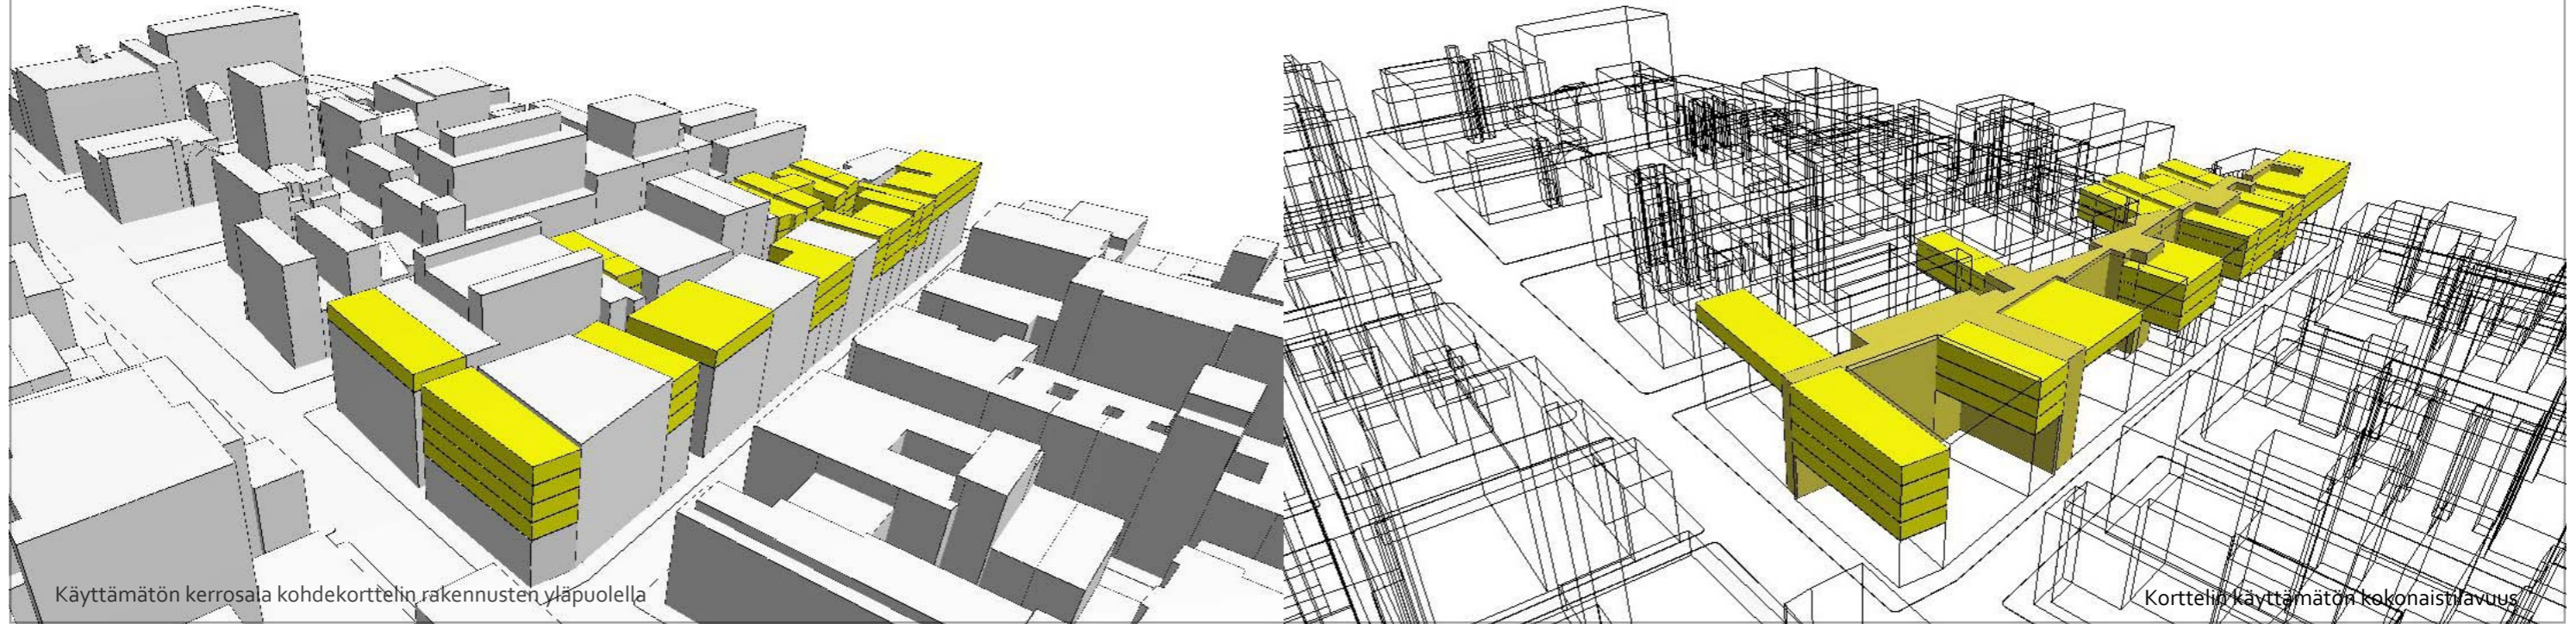 Käyttämätön kerrosala kohdekorttelin rakennusten yläpuolella
Korttelin käyttämätön kokonaistilavuus